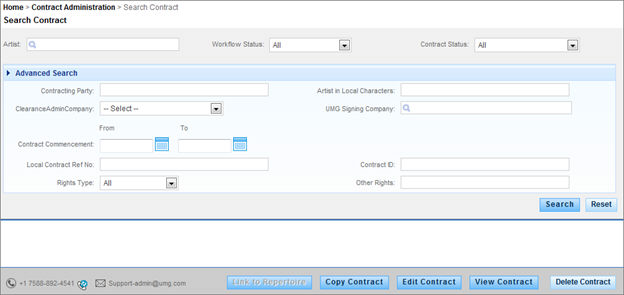 Home > Contract Administration > Search Contract
Search Contract
Artist: Workflow Status: All Contract Status: All
Advanced Search
Contracting Party: Artist in Local Characters:
ClearanceAdminCompany: -- Select -- UMG Signing Company:
From To
Contract Commencement:
Local Contract Ref No. Contract ID:
Rights Type: All Other Rights:
Search Reset
+1 7588-892-4541 Support-admin@umg.com Link to Repertoire Copy Contract Edit Contract View Contract Delete Contract